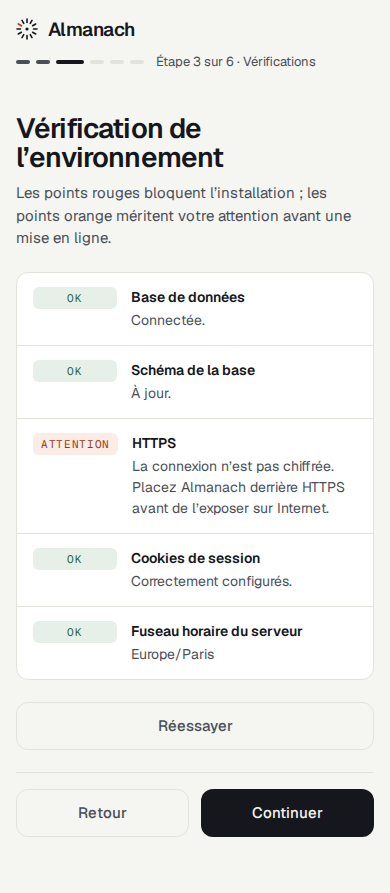 Almanach
Étape 3 sur 6 · Vérifications
Vérification de
l’environnement
Les points rouges bloquent l’installation ; les
points orange méritent votre attention avant une
mise en ligne.
OK
Base de données
Connectée.
OK
Schéma de la base
À jour.
ATTENTION
HTTPS
La connexion n’est pas chiffrée.
Placez Almanach derrière HTTPS
avant de l’exposer sur Internet.
OK
Cookies de session
Correctement configurés.
OK
Fuseau horaire du serveur
Europe/Paris
Réessayer
Retour
Continuer